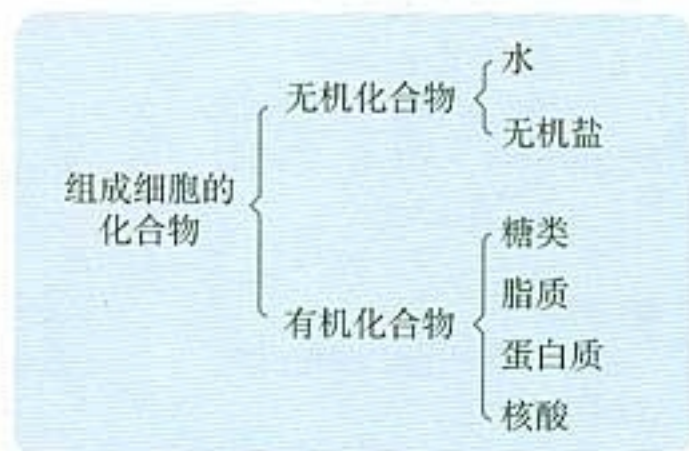 组成细胞的
化合物
无机化合物
水
无机盐
有机化合物
糖类
脂质
蛋白质
核酸